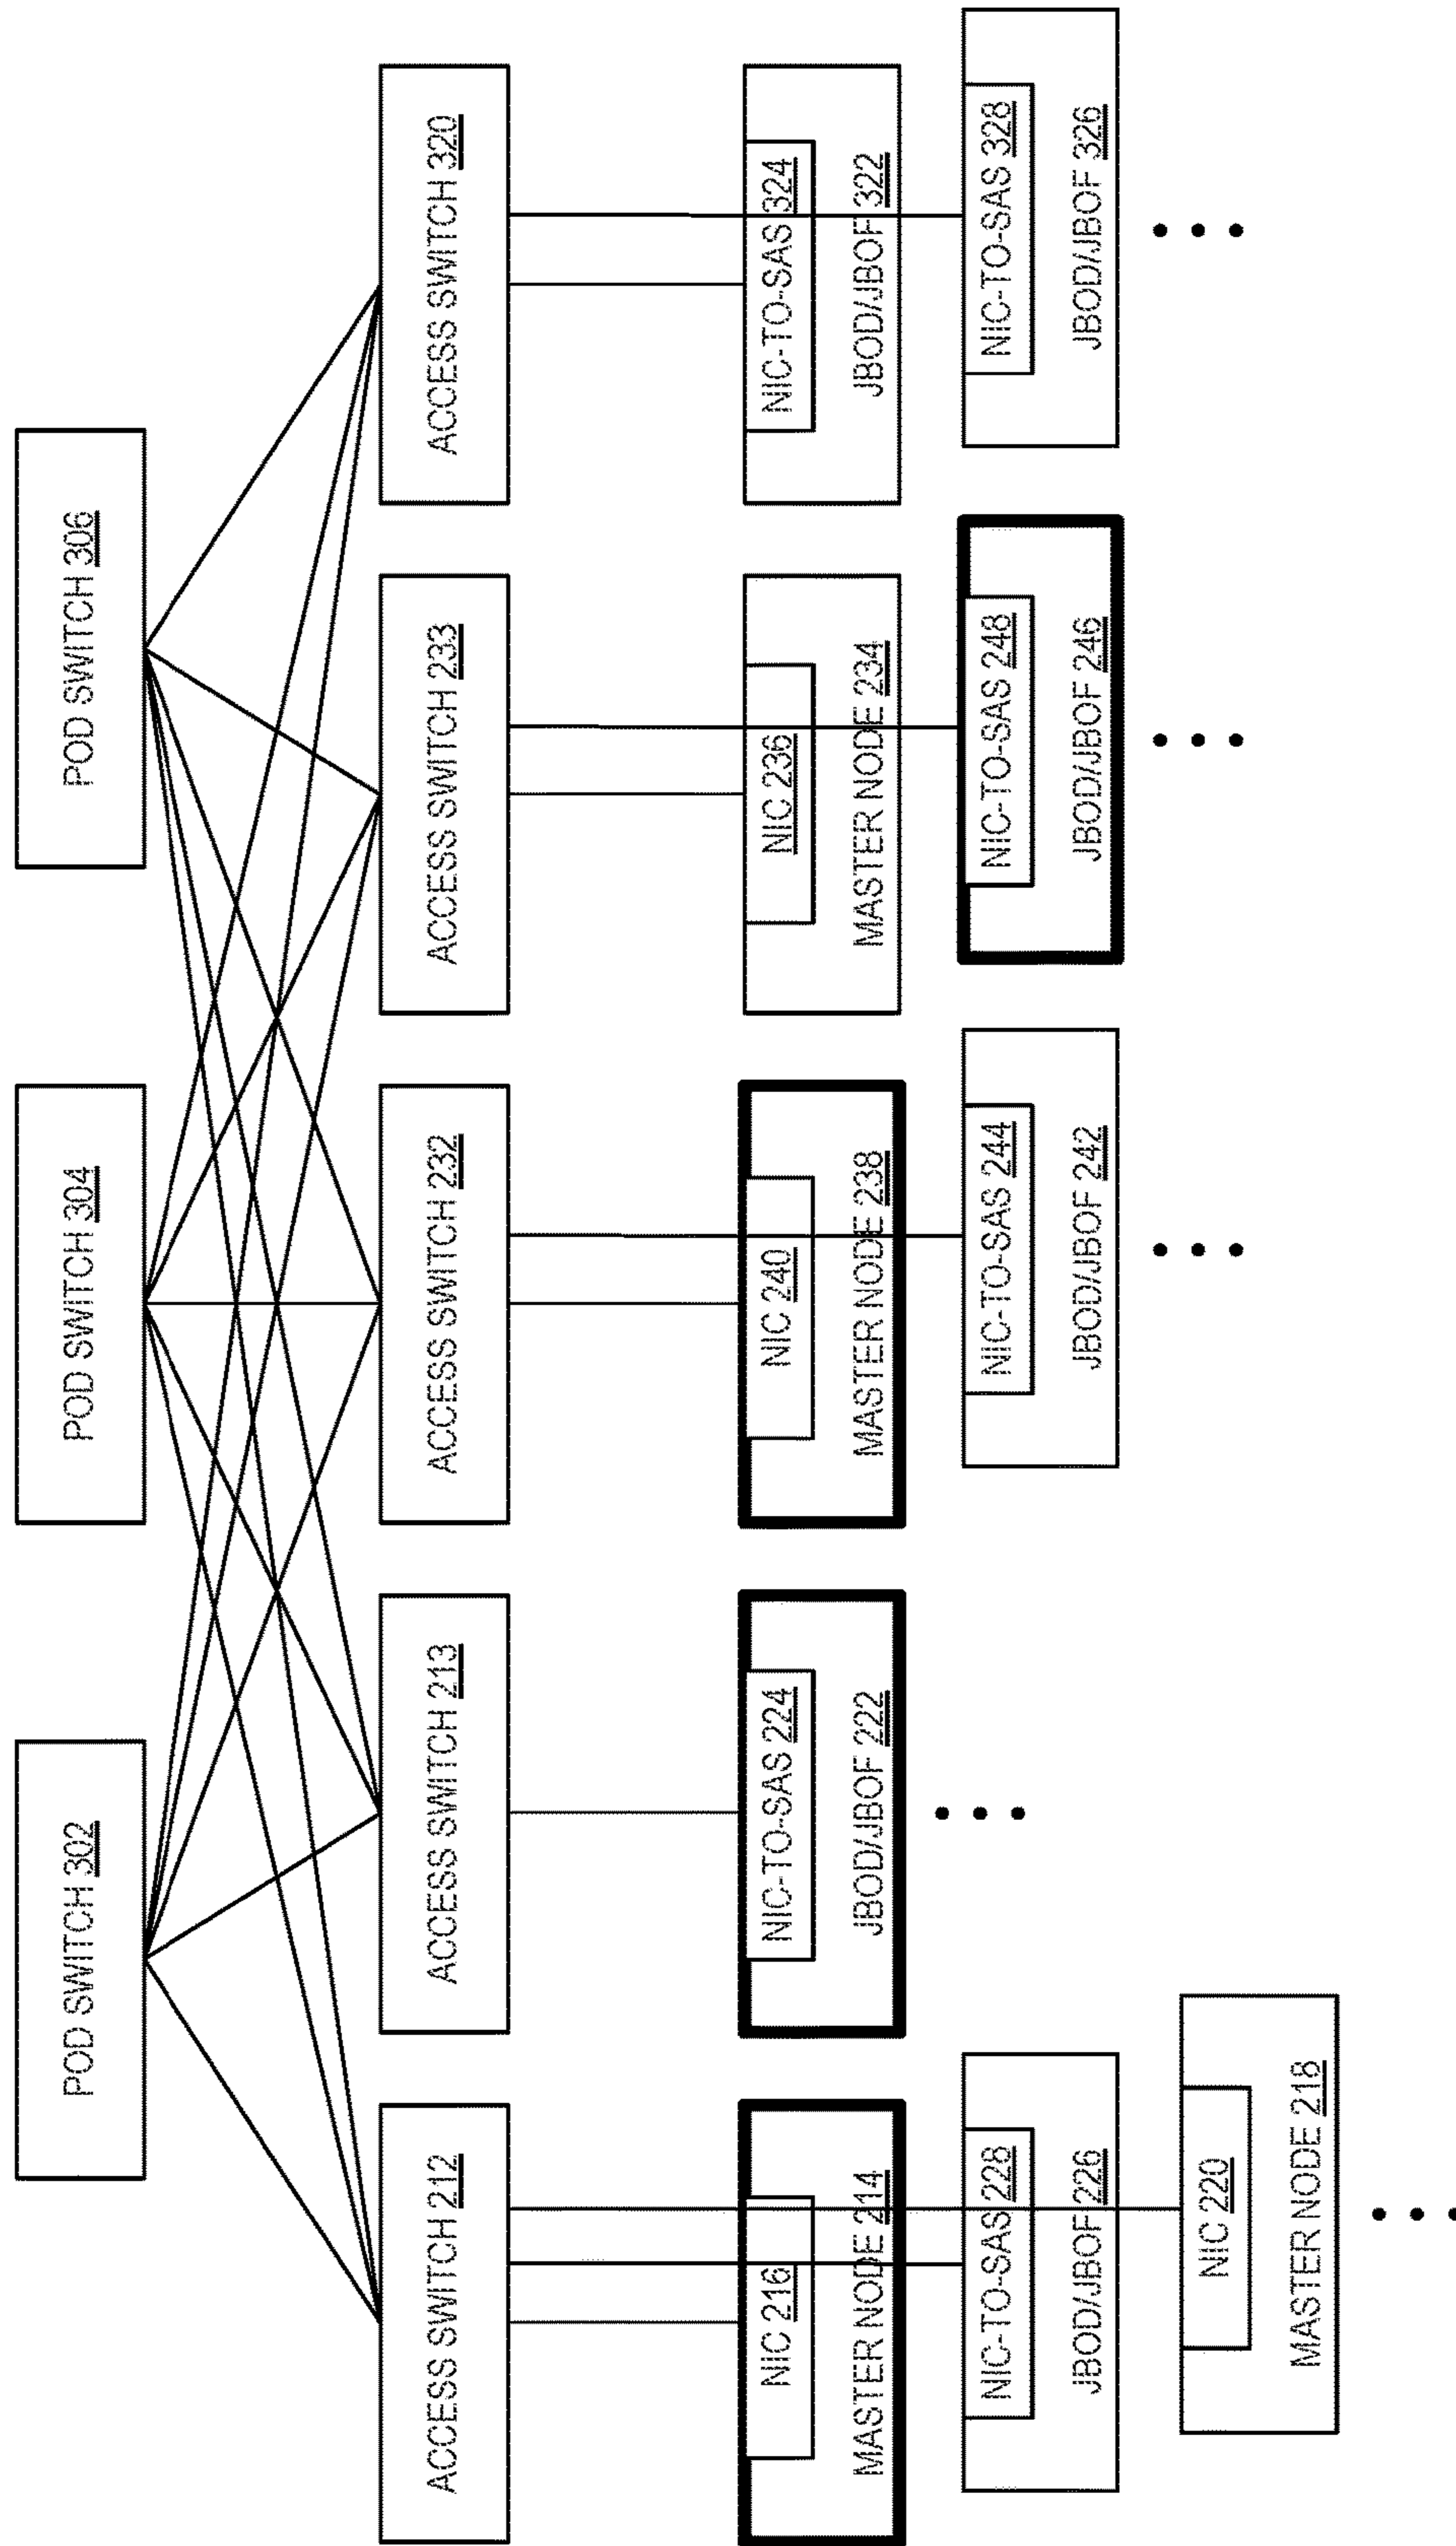 POD SWITCH 302
POD SWITCH 304
POD SWITCH 306
ACCESS SWITCH 212
ACCESS SWITCH 213
ACCESS SWITCH 232
ACCESS SWITCH 233
ACCESS SWITCH 320
NIC 216
MASTER NODE 214
NIC-TO-SAS 224
JBOD/JBOF 222
NIC 240
MASTER NODE 238
NIC 236
MASTER NODE 234
NIC-TO-SAS 324
JBOD/JBOF 322
NIC-TO-SAS 228
JBOD/JBOF 226
NIC-TO-SAS 244
JBOD/JBOF 242
NIC-TO-SAS 248
JBOD/JBOF 246
NIC-TO-SAS 328
JBOD/JBOF 326
NIC 220
MASTER NODE 218